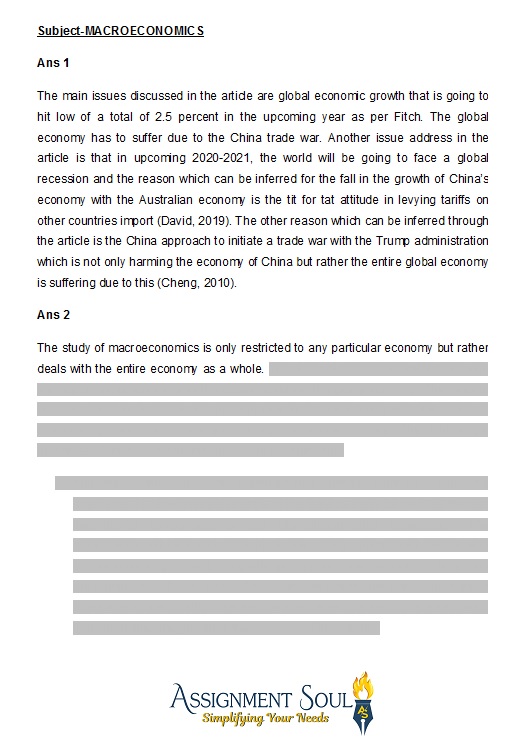 Subject-MACROECONOMICS
Ans 1
The main issues discussed in the article are global economic growth that is going to
hit low of a total of 2.5 percent in the upcoming year as per Fitch. The global
economy has to suffer due to the China trade war. Another issue address in the
article is that in upcoming 2020-2021, the world will be going to face a global
recession and the reason which can be inferred for the fall in the growth of China's
economy with the Australian economy is the tit for tat attitude in levying tariffs on
other countries import (David, 2019). The other reason which can be inferred through
the article is the China approach to initiate a trade war with the Trump administration
which is not only harming the economy of China but rather the entire global economy
is suffering due to this (Cheng, 2010).
Ans 2
The study of macroeconomics is only restricted to any particular economy but rather
deals with the entire economy as a whole.
ASSIGNMENT SOUL
Simplifying Your Needs
AS